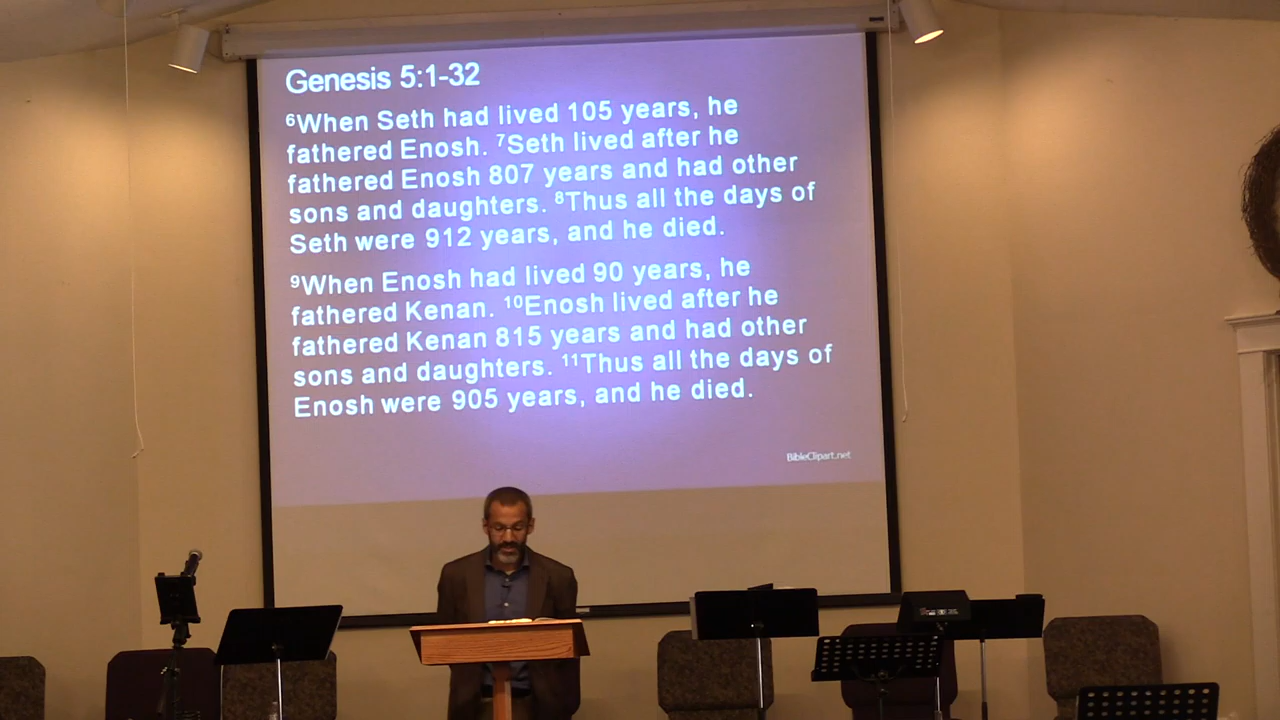 Genesis 5:1-32
⁶When Seth had lived 105 years, he
fathered Enosh. ⁷Seth lived after he
fathered Enosh 807 years and had other
sons and daughters. ⁸Thus all the days of
Seth were 912 years, and he died.
⁹When Enosh had lived 90 years, he
fathered Kenan. ¹⁰Enosh lived after he
fathered Kenan 815 years and had other
sons and daughters. ¹¹Thus all the days of
Enosh were 905 years, and he died.
BibleClipart.net